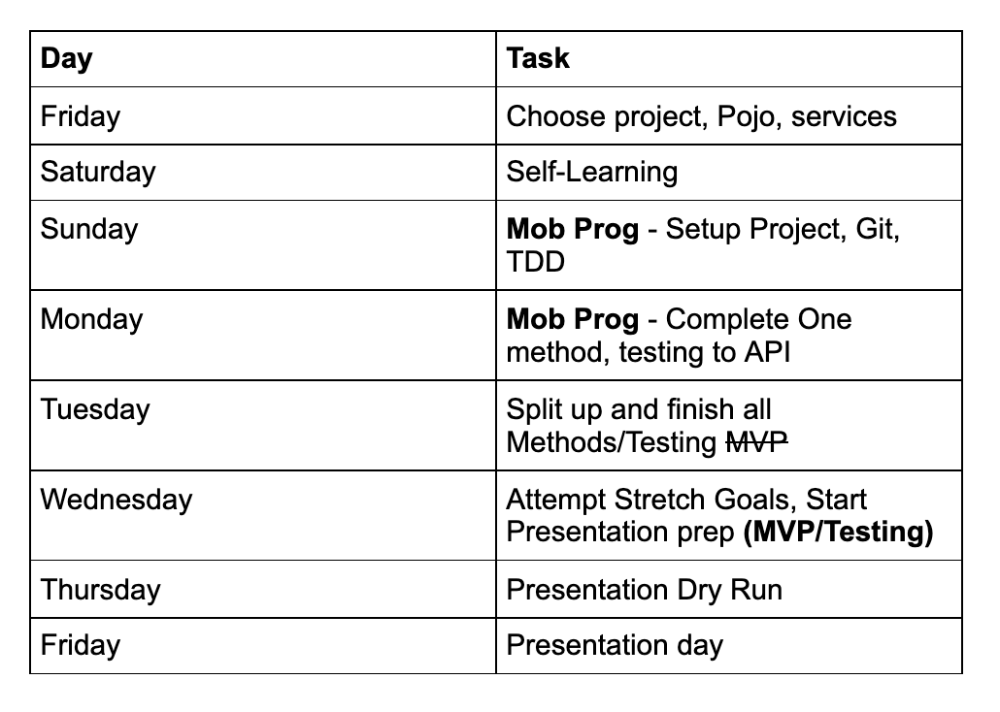 Day Task
Friday Choose project, Pojo, services
Saturday Self-Learning
Sunday Mob Prog - Setup Project, Git,
TDD
Monday Mob Prog - Complete One
method, testing to API
Tuesday Split up and finish all
Methods/Testing MVP
Wednesday Attempt Stretch Goals, Start
Presentation prep (MVP/Testing)
Thursday Presentation Dry Run
Friday Presentation day